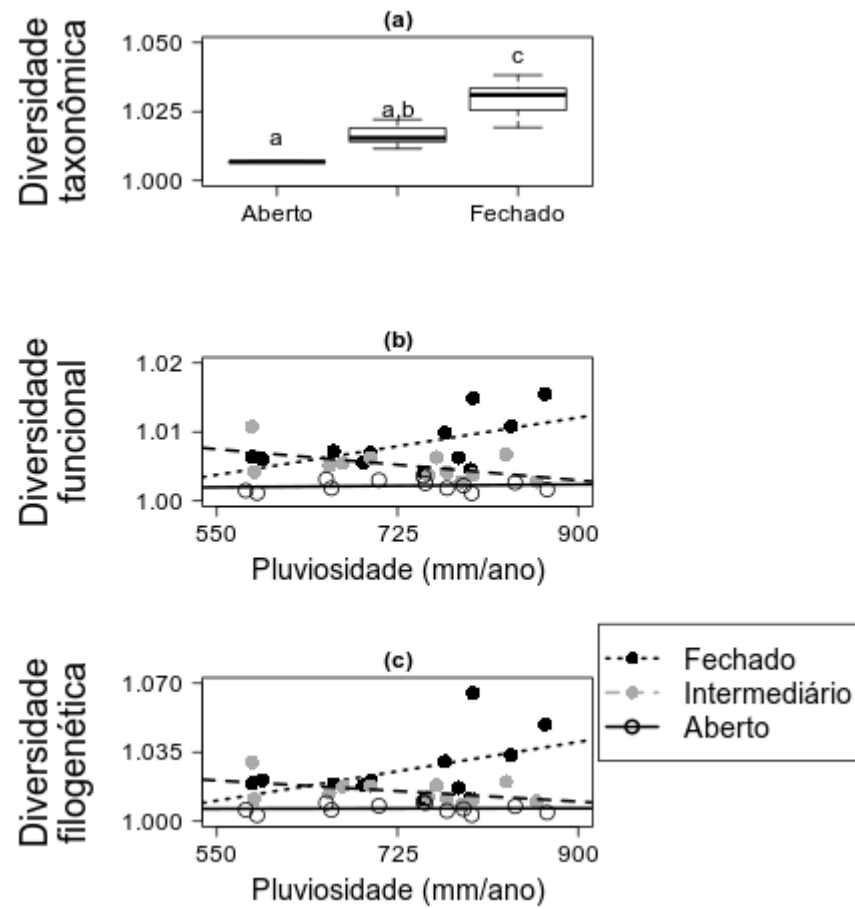 (a)
Diversidade
taxonômica
1.050
1.025
1.000
a
a,b
c
Aberto
Fechado
(b)
Diversidade
funcional
1.02
1.01
1.00
550
725
900
Pluviosidade (mm/ano)
(c)
Diversidade
filogenética
1.070
1.035
1.000
550
725
900
Pluviosidade (mm/ano)
Fechado
Intermediário
Aberto